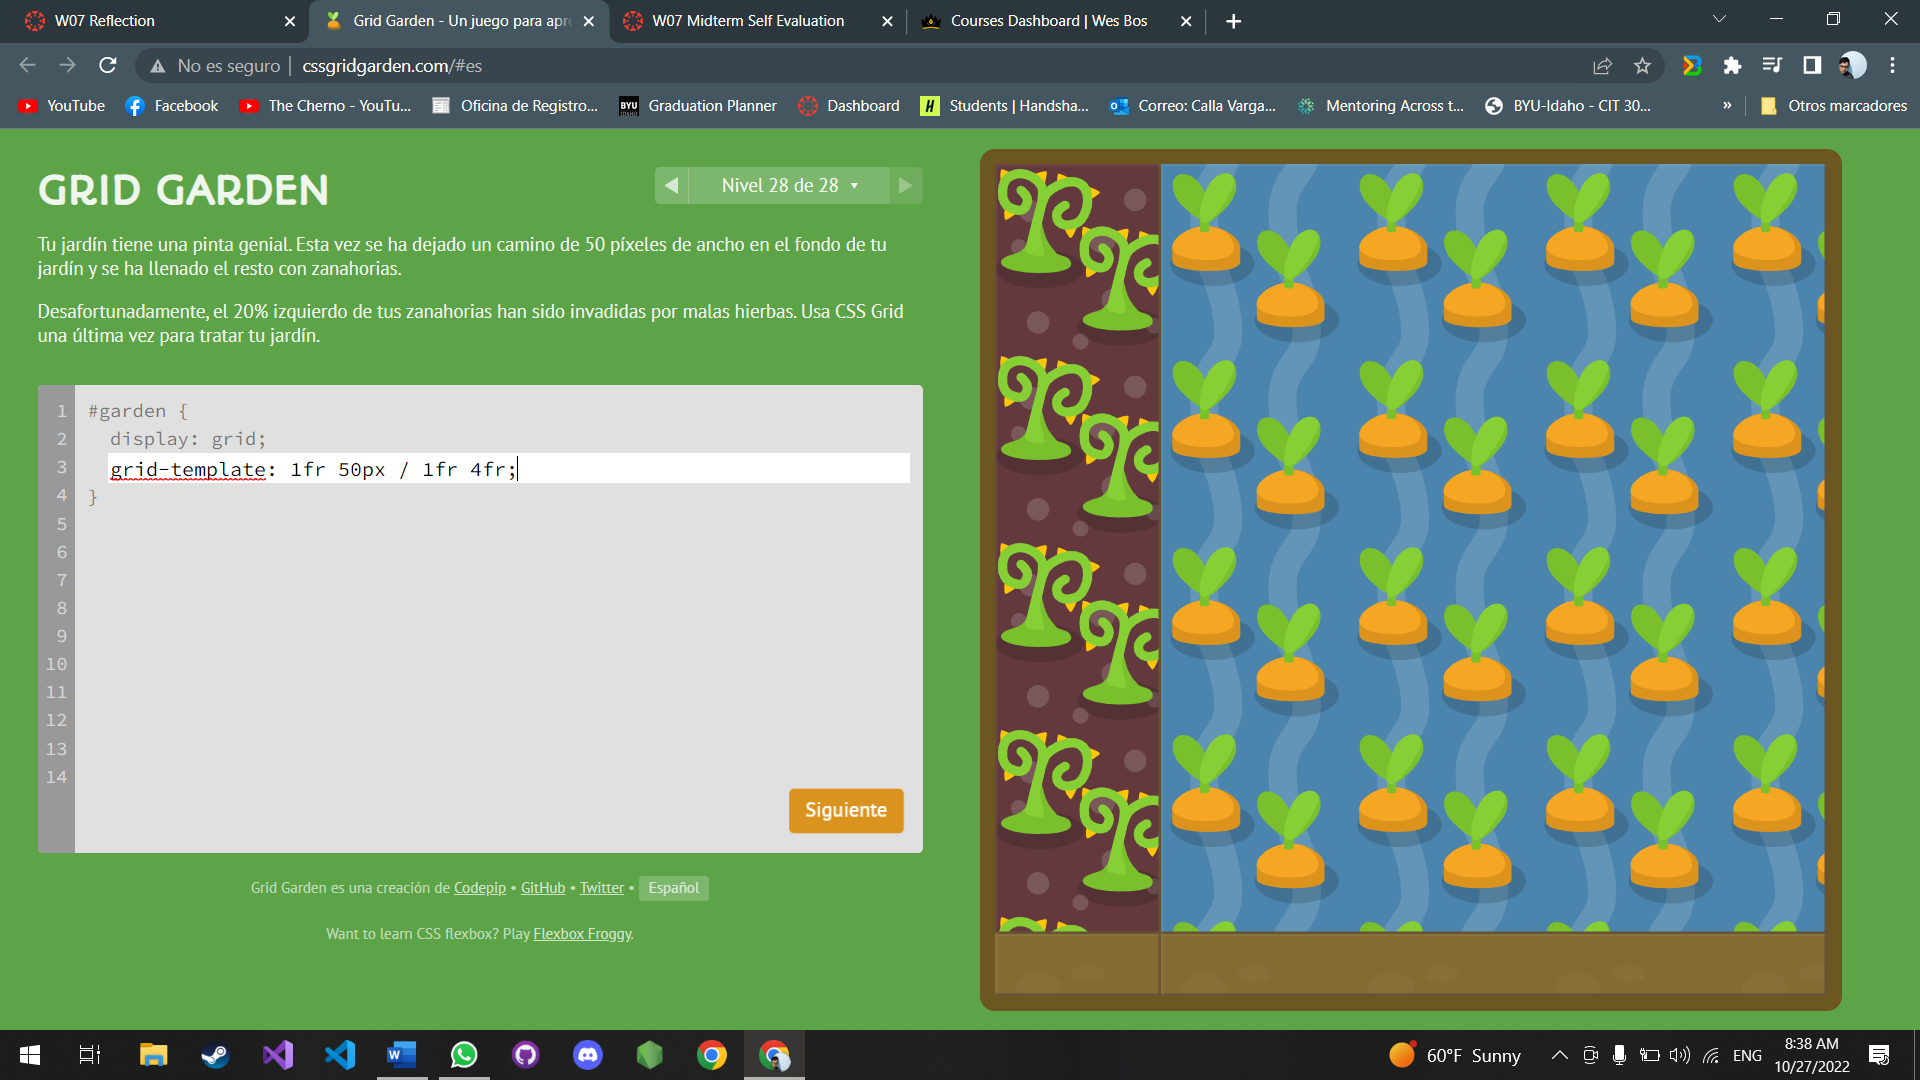 W07 Reflection
Grid Garden - Un juego para apre
W07 Midterm Self Evaluation
Courses Dashboard | Wes Bos
No es seguro | cssgridgarden.com/#es
YouTube
Facebook
The Cherno - YouTu...
Oficina de Registro...
BYU
Graduation Planner
Dashboard
H
Students | Handsha...
Correo: Calla Varga...
Mentoring Across t...
BYU-Idaho - CIT 30...
»
Otros marcadores
GRID GARDEN
Nivel 28 de 28
Tu jardín tiene una pinta genial. Esta vez se ha dejado un camino de 50 píxeles de ancho en el fondo de tu
jardín y se ha llenado el resto con zanahorias.
Desafortunadamente, el 20% izquierdo de tus zanahorias han sido invadidas por malas hierbas. Usa CSS Grid
una última vez para tratar tu jardín.
1 #garden {
2 display: grid;
3 grid-template: 1fr 50px / 1fr 4fr;
4 }
5
6
7
8
9
10
11
12
13
14
Siguiente
Grid Garden es una creación de Codepip • GitHub • Twitter • Español
Want to learn CSS flexbox? Play Flexbox Froggy.
60°F Sunny
ENG
8:38 AM
10/27/2022